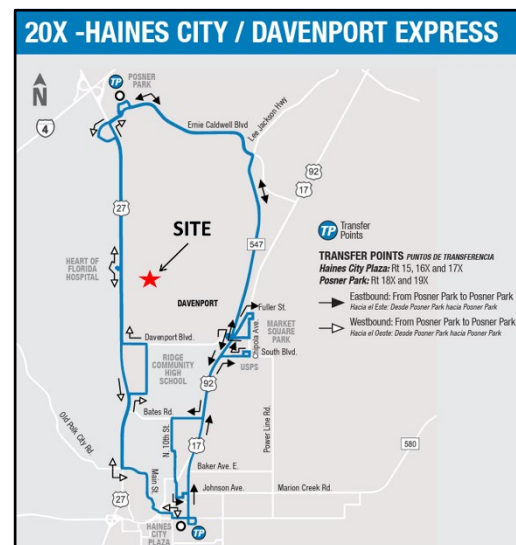 20X -HAINES CITY / DAVENPORT EXPRESS
TP
POSNER
PARK
N
4
Ernie Caldwell Blvd
Lee Jackson Hwy
92
17
27
SITE
547
TP Transfer
Points
TRANSFER POINTS PUNTOS DE TRANSFERENCIA
Haines City Plaza: Rt 15, 16X and 17X
Posner Park: Rt 18X and 19X
Eastbound: From Posner Park to Posner Park
Hacia el Este: Desde Posner Park hacia Posner Park
Westbound: From Posner Park to Posner Park
Hacia el Oeste: Desde Posner Park hacia Posner Park
HEART OF
FLORIDA
HOSPITAL
DAVENPORT
Fuller St.
MARKET
SQUARE
PARK
Chipola Ave
Davenport Blvd.
South Blvd.
USPS
RIDGE
COMMUNITY
HIGH
SCHOOL
92
Bates Rd.
Old Polk City Rd.
N 10th St
17
Power Line Rd.
580
Baker Ave. E.
Main St
Johnson Ave.
Marion Creek Rd.
27
HAINES
CITY
PLAZA
TP